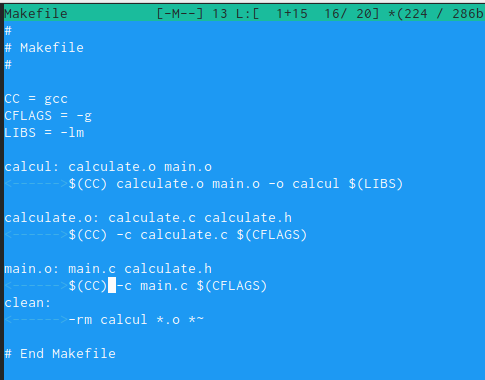 Makefile [-M--] 13 L:[ 1+15 16/ 20] *(224 / 286b
#
# Makefile
#
CC = gcc
CFLAGS = -g
LIBS = -lm
calcul: calculate.o main.o
<------>$(CC) calculate.o main.o -o calcul $(LIBS)
calculate.o: calculate.c calculate.h
<------>$(CC) -c calculate.c $(CFLAGS)
main.o: main.c calculate.h
<------>$(CC) -c main.c $(CFLAGS)
clean:
<------>-rm calcul *.o *~
# End Makefile